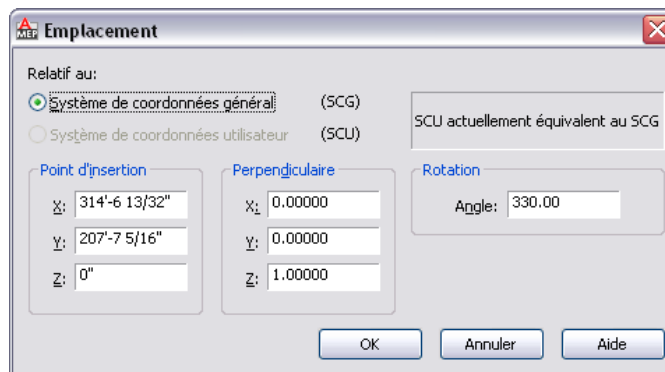 A MEP Emplacement
Relatif au:
Système de coordonnées général (SCG)
Système de coordonnées utilisateur (SCU)
SCU actuellement équivalent au SCG
Point d'insertion
X: 314'-6 13/32"
Y: 207'-7 5/16"
Z: 0"
Perpendiculaire
X: 0.00000
Y: 0.00000
Z: 1.00000
Rotation
Angle: 330.00
OK Annuler Aide